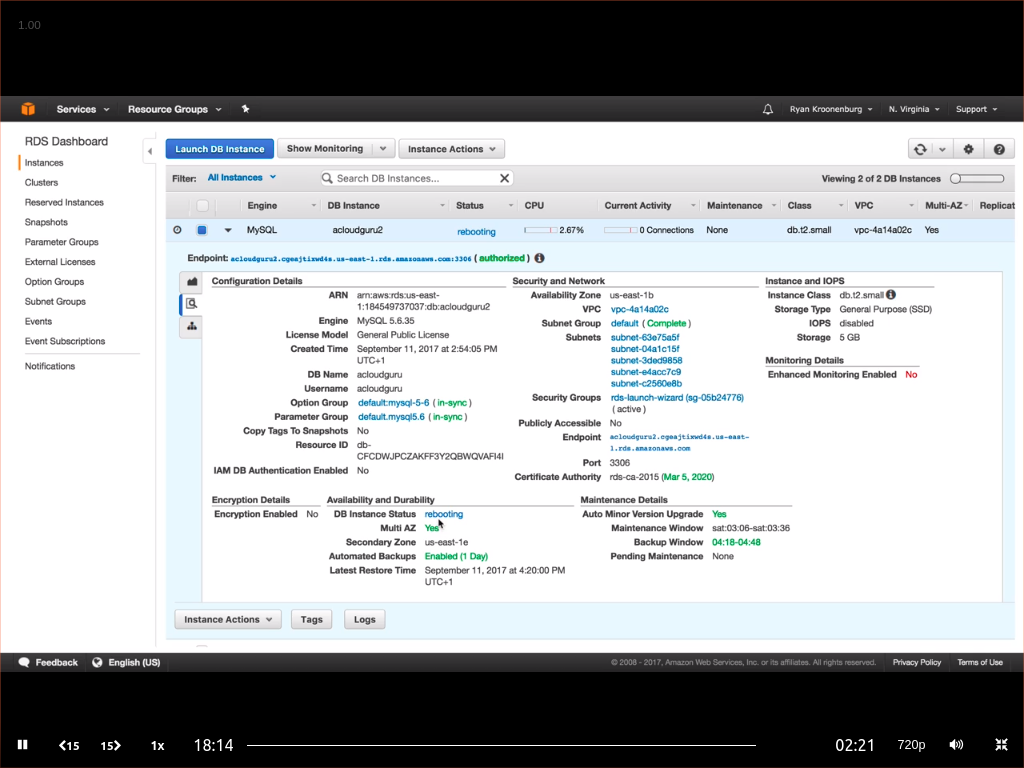 1.00
Services
Resource Groups
Ryan Kroonenburg
N. Virginia
Support
RDS Dashboard
Instances
Clusters
Reserved Instances
Snapshots
Parameter Groups
External Licenses
Option Groups
Subnet Groups
Events
Event Subscriptions
Notifications
Launch DB Instance
Show Monitoring
Instance Actions
Filter: All Instances
Search DB Instances...
Viewing 2 of 2 DB Instances
Engine DB Instance Status CPU Current Activity Maintenance Class VPC Multi-AZ Replicat
MySQL acloudguru2 rebooting 2.67% 0 Connections None db.t2.small vpc-4a14a02c Yes
Endpoint: acloudguru2.cgeajtizwd4s.us-east-1.rds.amazonaws.com:3306 ( authorized )
Configuration Details
ARN arn:aws:rds:us-east-
1:184549737037:db:acloudguru2
Engine MySQL 5.6.35
License Model General Public License
Created Time September 11, 2017 at 2:54:05 PM
UTC+1
DB Name acloudguru
Username acloudguru
Option Group default:mysql-5-6 ( in-sync )
Parameter Group default.mysql5.6 ( in-sync )
Copy Tags To Snapshots No
Resource ID db-
CFCDWJPCZAKFF3Y2QBWQVAFI4I
IAM DB Authentication Enabled No
Security and Network
Availability Zone us-east-1b
VPC vpc-4a14a02c
Subnet Group default ( Complete )
Subnets subnet-63e75a5f
subnet-04a1c15f
subnet-3ded9858
subnet-e4acc7c9
subnet-c2560e8b
Security Groups rds-launch-wizard (sg-05b24776)
( active )
Publicly Accessible No
Endpoint acloudguru2.cgeajtizwd4s.us-east-
1.rds.amazonaws.com
Port 3306
Certificate Authority rds-ca-2015 (Mar 5, 2020)
Instance and IOPS
Instance Class db.t2.small
Storage Type General Purpose (SSD)
IOPS disabled
Storage 5 GB
Monitoring Details
Enhanced Monitoring Enabled No
Encryption Details
Encryption Enabled No
Availability and Durability
DB Instance Status rebooting
Multi AZ Yes
Secondary Zone us-east-1e
Automated Backups Enabled (1 Day)
Latest Restore Time September 11, 2017 at 4:20:00 PM
UTC+1
Maintenance Details
Auto Minor Version Upgrade Yes
Maintenance Window sat:03:06-sat:03:36
Backup Window 04:18-04:48
Pending Maintenance None
Instance Actions
Tags
Logs
Feedback
English (US)
© 2008 - 2017, Amazon Web Services, Inc. or its affiliates. All rights reserved.
Privacy Policy
Terms of Use
15
15
1x
18:14
02:21
720p